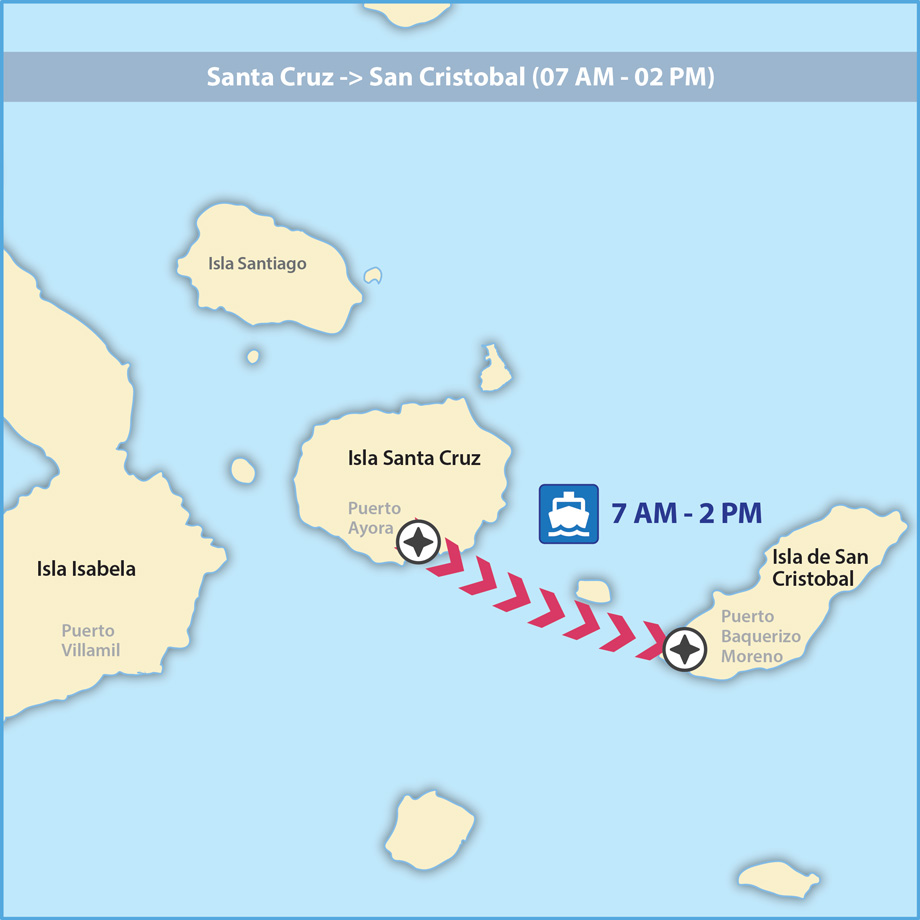 Santa Cruz -> San Cristobal (07 AM - 02 PM)
Isla Santiago
Isla Santa Cruz
Puerto
Ayora
7 AM - 2 PM
Isla de San
Cristobal
Isla Isabela
Puerto
Baquerizo
Moreno
Puerto
Villamil